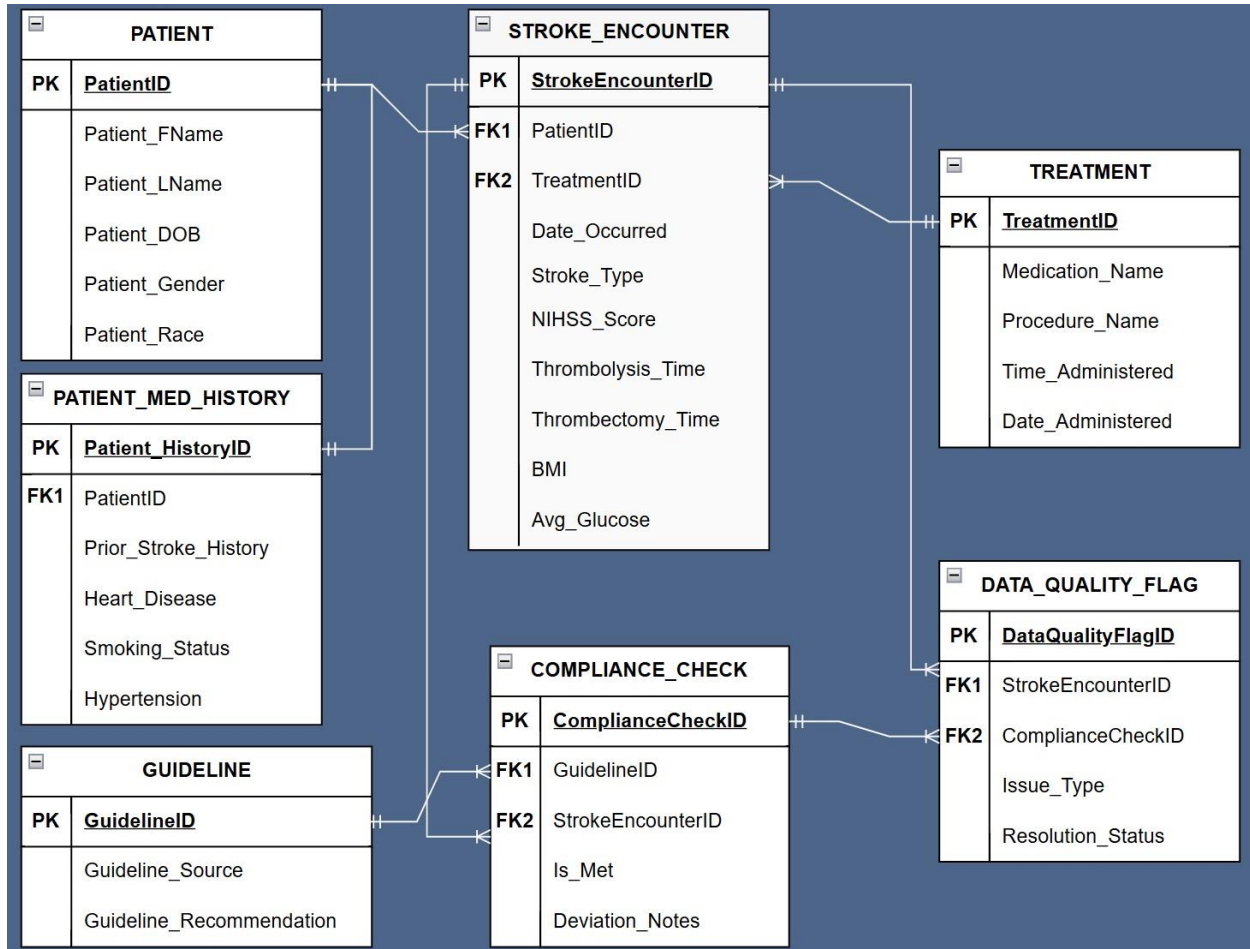 PATIENT
PK PatientID
Patient_FName
Patient_LName
Patient_DOB
Patient_Gender
Patient_Race
PATIENT_MED_HISTORY
PK Patient_HistoryID
FK1 PatientID
Prior_Stroke_History
Heart_Disease
Smoking_Status
Hypertension
GUIDELINE
PK GuidelineID
Guideline_Source
Guideline_Recommendation
STROKE_ENCOUNTER
PK StrokeEncounterID
FK1 PatientID
FK2 TreatmentID
Date_Occurred
Stroke_Type
NIHSS_Score
Thrombolysis_Time
Thrombectomy_Time
BMI
Avg_Glucose
COMPLIANCE_CHECK
PK ComplianceCheckID
FK1 GuidelineID
FK2 StrokeEncounterID
Is_Met
Deviation_Notes
TREATMENT
PK TreatmentID
Medication_Name
Procedure_Name
Time_Administered
Date_Administered
DATA_QUALITY_FLAG
PK DataQualityFlagID
FK1 StrokeEncounterID
FK2 ComplianceCheckID
Issue_Type
Resolution_Status